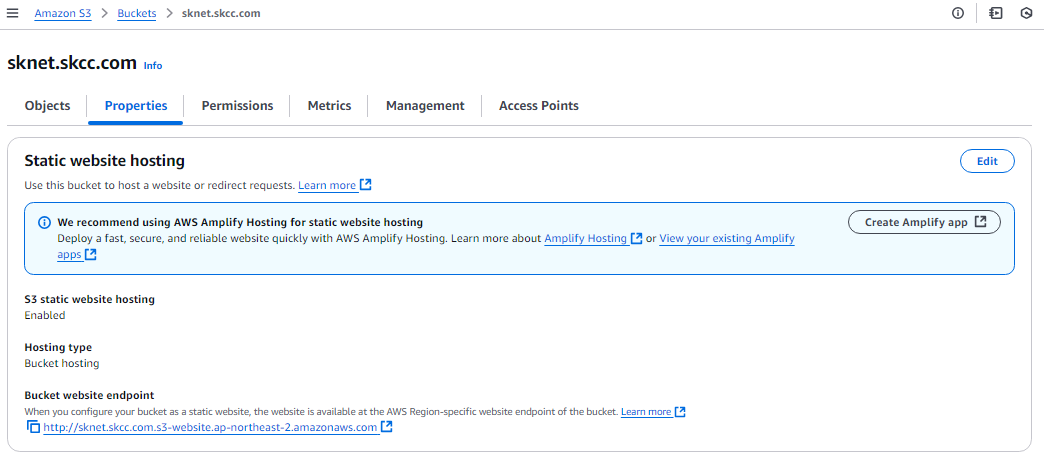 Amazon S3 > Buckets > sknet.skcc.com
sknet.skcc.com Info
Objects Properties Permissions Metrics Management Access Points
Static website hosting
Edit
Use this bucket to host a website or redirect requests. Learn more
We recommend using AWS Amplify Hosting for static website hosting
Create Amplify app
Deploy a fast, secure, and reliable website quickly with AWS Amplify Hosting. Learn more about Amplify Hosting or View your existing Amplify
apps
S3 static website hosting
Enabled
Hosting type
Bucket hosting
Bucket website endpoint
When you configure your bucket as a static website, the website is available at the AWS Region-specific website endpoint of the bucket. Learn more
http://sknet.skcc.com.s3-website.ap-northeast-2.amazonaws.com